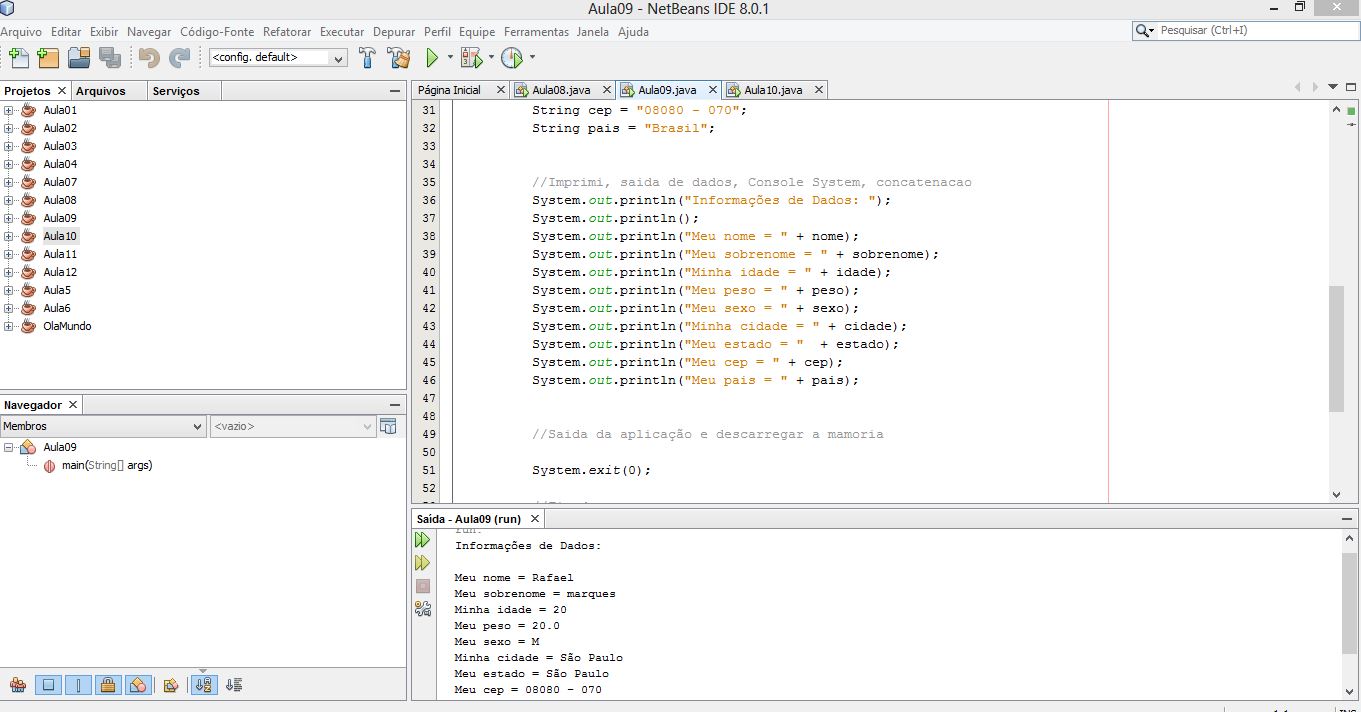 Aula09 - NetBeans IDE 8.0.1
Arquivo Editar Exibir Navegar Código-Fonte Refatorar Executar Depurar Perfil Equipe Ferramentas Janela Ajuda
Pesquisar (Ctrl+I)
<config. default>
Projetos Arquivos Serviços
Aula01
Aula02
Aula03
Aula04
Aula07
Aula08
Aula09
Aula10
Aula11
Aula12
Aula5
Aula6
OlaMundo
Navegador
Membros
<vazio>
Aula09
main(String[] args)
Página Inicial Aula08.java Aula09.java Aula10.java
31 String cep = "08080 - 070";
32 String pais = "Brasil";
33
34
35 //Imprimi, saida de dados, Console System, concatenacao
36 System.out.println("Informações de Dados: ");
37 System.out.println();
38 System.out.println("Meu nome = " + nome);
39 System.out.println("Meu sobrenome = " + sobrenome);
40 System.out.println("Minha idade = " + idade);
41 System.out.println("Meu peso = " + peso);
42 System.out.println("Meu sexo = " + sexo);
43 System.out.println("Minha cidade = " + cidade);
44 System.out.println("Meu estado = "  + estado);
45 System.out.println("Meu cep = " + cep);
46 System.out.println("Meu pais = " + pais);
47
48
49 //Saida da aplicação e descarregar a mamoria
50
51 System.exit(0);
52
Saída - Aula09 (run)
run:
Informações de Dados:
Meu nome = Rafael
Meu sobrenome = marques
Minha idade = 20
Meu peso = 20.0
Meu sexo = M
Minha cidade = São Paulo
Meu estado = São Paulo
Meu cep = 08080 - 070